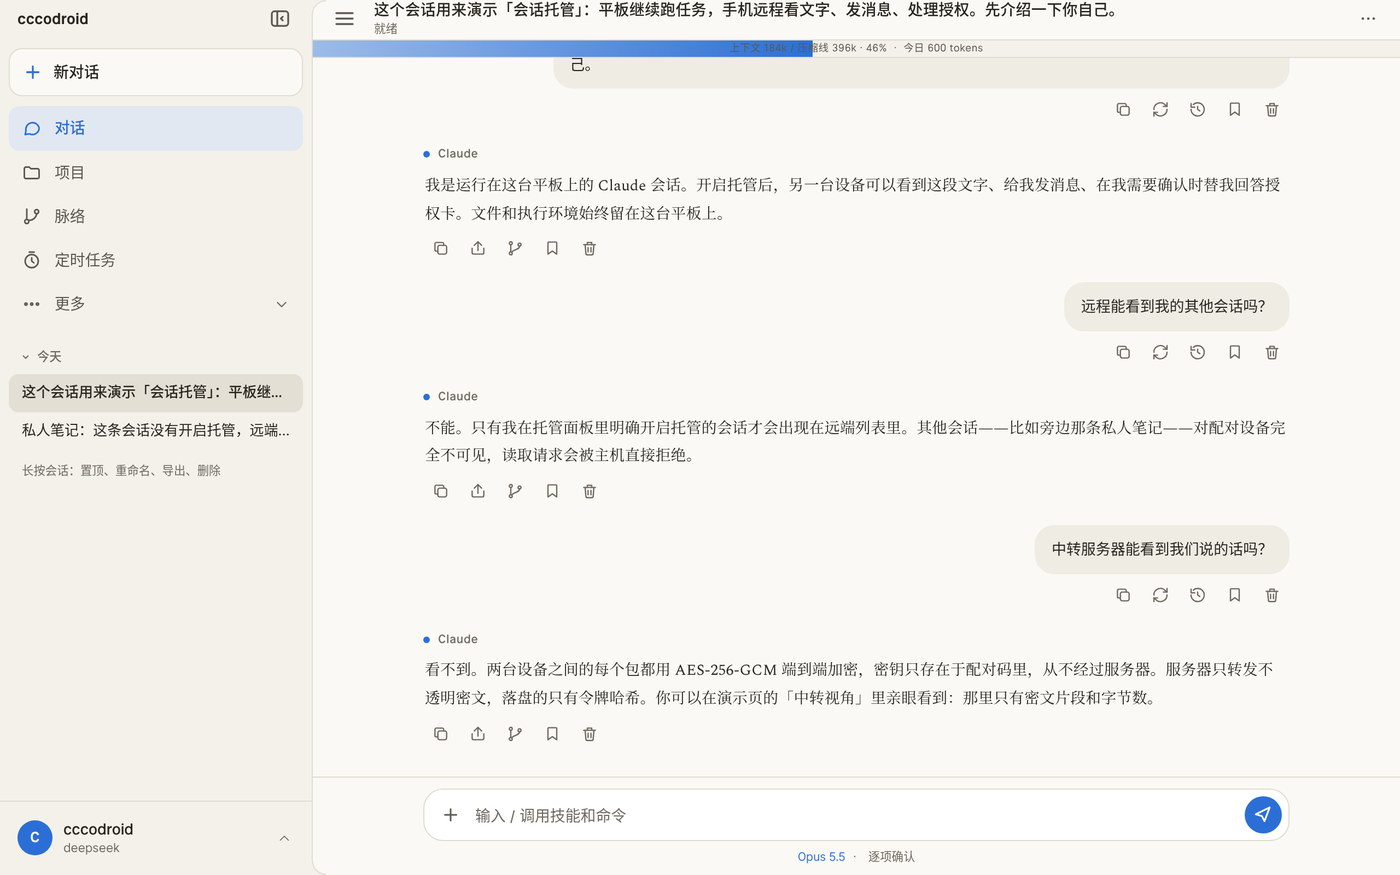 cccodroid
新对话
对话
项目
脉络
定时任务
更多
今天
这个会话用来演示「会话托管」：平板继...
私人笔记：这条会话没有开启托管，远端...
长按会话：置顶、重命名、导出、删除
C
cccodroid
deepseek
这个会话用来演示「会话托管」：平板继续跑任务，手机远程看文字、发消息、处理授权。先介绍一下你自己。
就绪
上下文 184k / 压缩线 396k · 46% · 今日 600 tokens
己。
Claude
我是运行在这台平板上的 Claude 会话。开启托管后，另一台设备可以看到这段文字、给我发消息、在我需要确认时替我回答授
权卡。文件和执行环境始终留在这台平板上。
远程能看到我的其他会话吗？
Claude
不能。只有我在托管面板里明确开启托管的会话才会出现在远端列表里。其他会话——比如旁边那条私人笔记——对配对设备完
全不可见，读取请求会被主机直接拒绝。
中转服务器能看到我们说的话吗？
Claude
看不到。两台设备之间的每个包都用 AES-256-GCM 端到端加密，密钥只存在于配对码里，从不经过服务器。服务器只转发不
透明密文，落盘的只有令牌哈希。你可以在演示页的「中转视角」里亲眼看到：那里只有密文片段和字节数。
输入 / 调用技能和命令
Opus 5.5 · 逐项确认